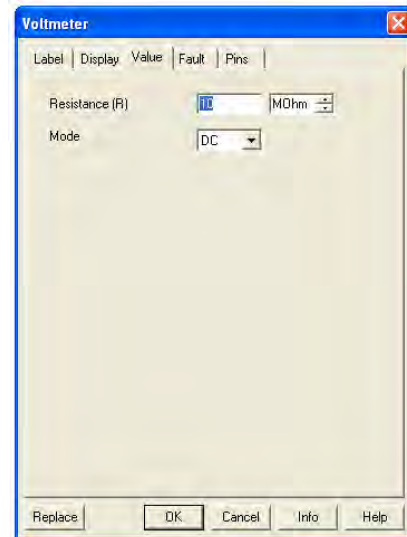 Voltmeter
Label Display Value Fault Pins
Resistance (R) 10 MOhm
Mode DC
Replace OK Cancel Info Help